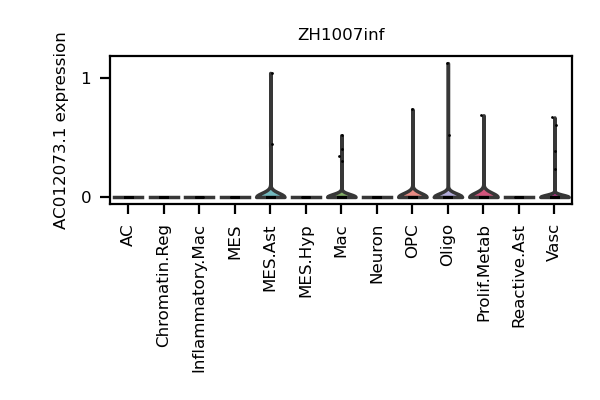 ZH1007inf
AC012073.1 expression
1
0
AC
Chromatin.Reg
Inflammatory.Mac
MES
MES.Ast
MES.Hyp
Mac
Neuron
OPC
Oligo
Prolif.Metab
Reactive.Ast
Vasc